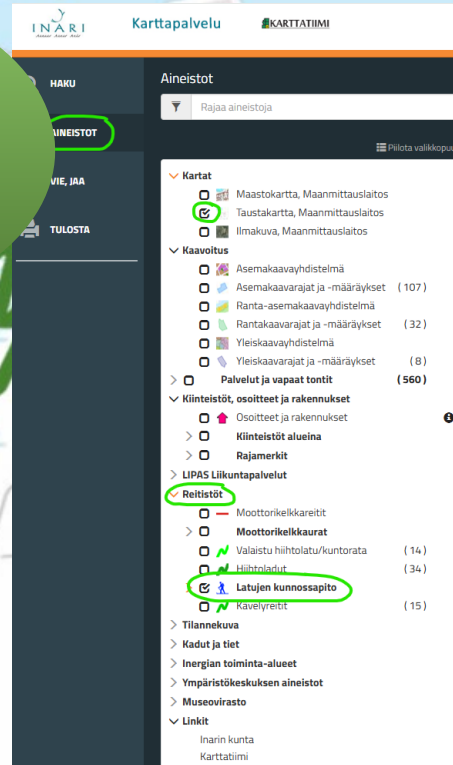 INARI
Karttapalvelu
KARTTATIIMI
HAKU
Aineistot
Rajaa aineistoja
AINEISTOT
Piilota valikkopuu
VIE, JAA
TULOSTA
Kartat
Maastokartta, Maanmittauslaitos
Taustakartta, Maanmittauslaitos
Ilmakuva, Maanmittauslaitos
Kaavoitus
Asemakaavayhdistelmä
Asemakaavarajat ja -määräykset (107)
Ranta-asemakaavayhdistelmä
Rantakaavarajat ja -määräykset (32)
Yleiskaavayhdistelmä
Yleiskaavarajat ja -määräykset (8)
Palvelut ja vapaat tontit (560)
Kiinteistöt, osoitteet ja rakennukset
Osoitteet ja rakennukset
Kiinteistöt alueina
Rajamerkit
LIPAS Liikuntapalvelut
Reitistöt
Moottorikelkkareitit
Moottorikelkkaurat
Valaistu hiihtolatu/kuntorata (14)
Hiihtoladut (34)
Latujen kunnossapito
Kävelyreitit (15)
Tilannekuva
Kadut ja tiet
Inergian toiminta-alueet
Ympäristökeskuksen aineistot
Museovirasto
Linkit
Inarin kunta
Karttatiimi